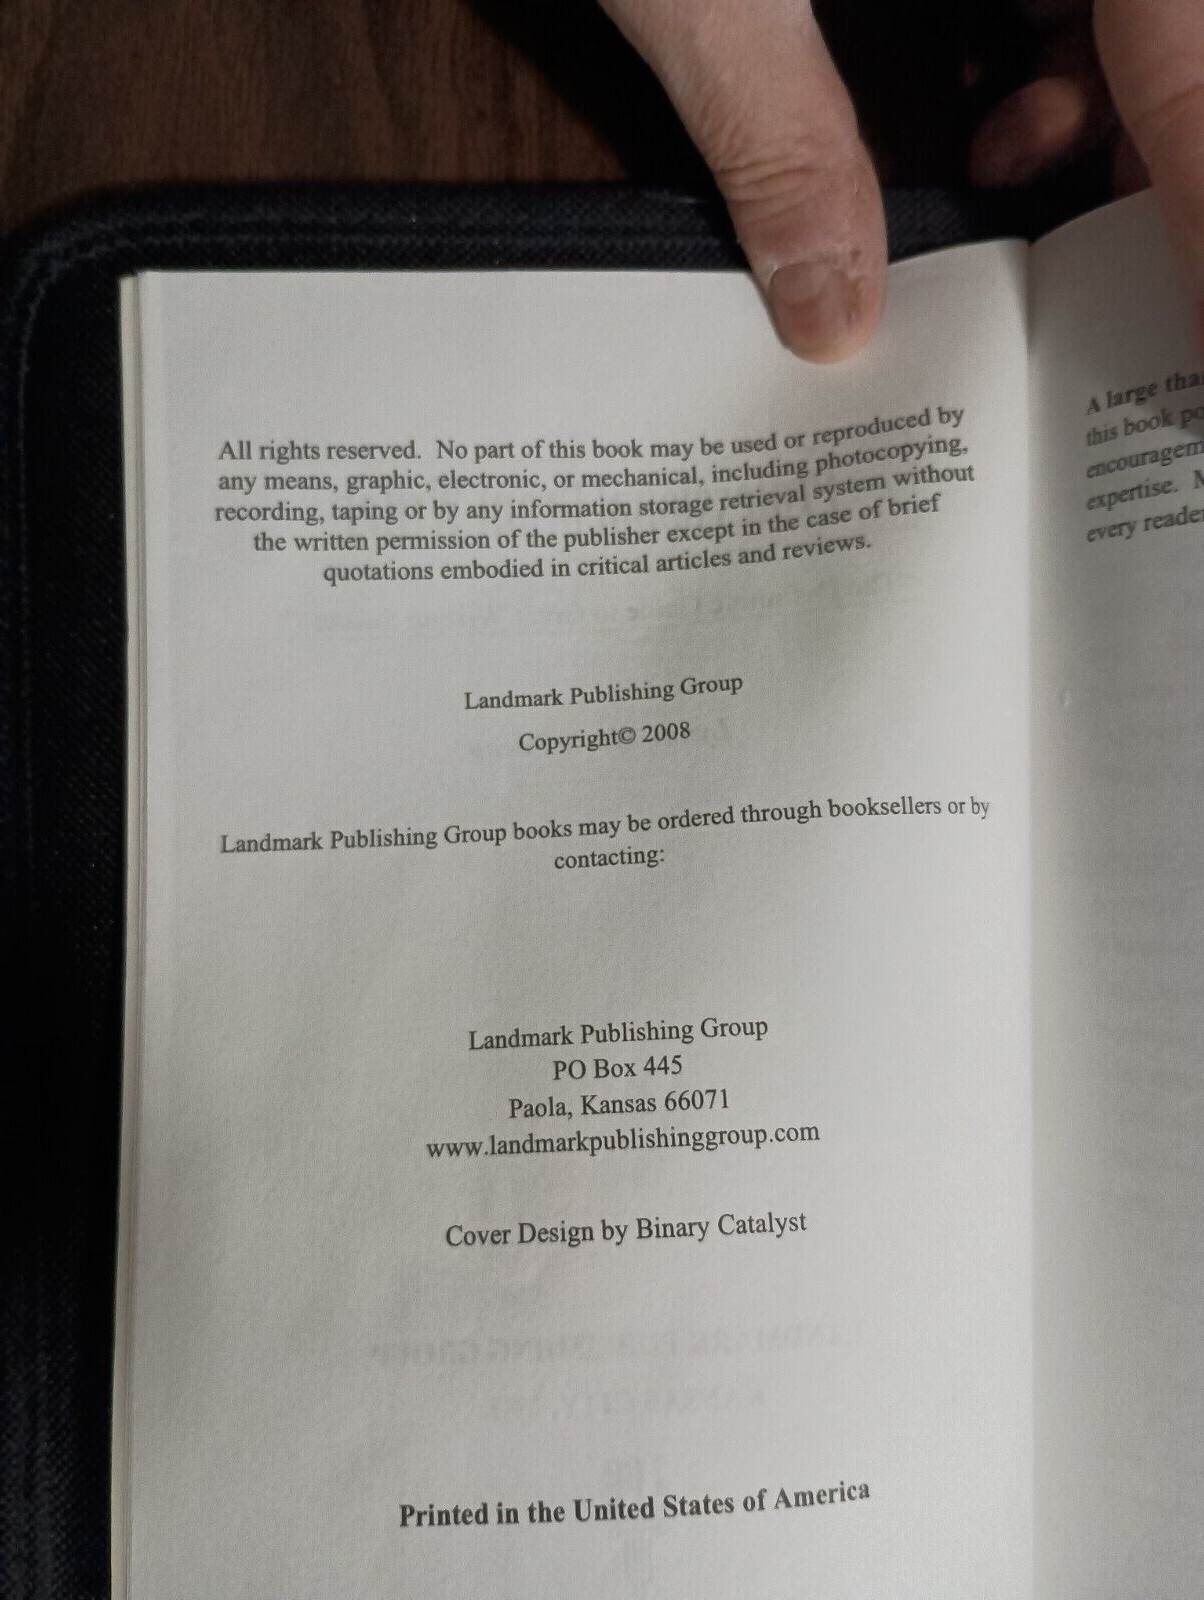 All rights reserved. No part of this book may be used or reproduced by
any means, graphic, electronic, or mechanical, including photocopying,
recording, taping or by any information storage retrieval system without
the written permission of the publisher except in the case of brief
quotations embodied in critical articles and reviews.
Landmark Publishing Group
Copyright© 2008
Landmark Publishing Group books may be ordered through booksellers or by
contacting:
Landmark Publishing Group
PO Box 445
Paola, Kansas 66071
www.landmarkpublishinggroup.com
Cover Design by Binary Catalyst
Printed in the United States of America
A large
this book
expertise.
every